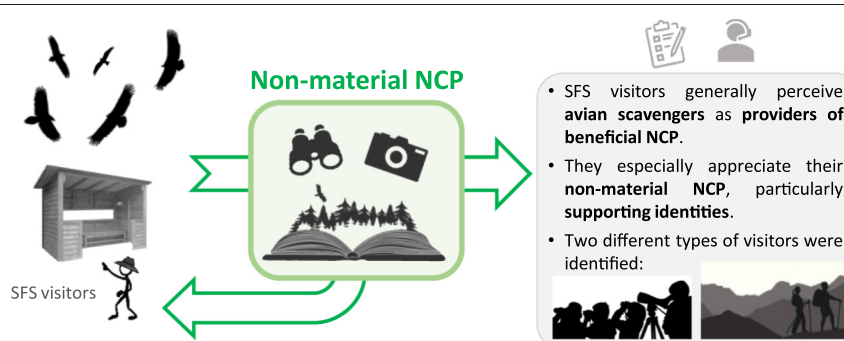 Non-material NCP
SFS visitors
• SFS visitors generally perceive
avian scavengers as providers of
beneficial NCP.
• They especially appreciate their
non-material NCP, particularly
supporting identities.
• Two different types of visitors were
identified: